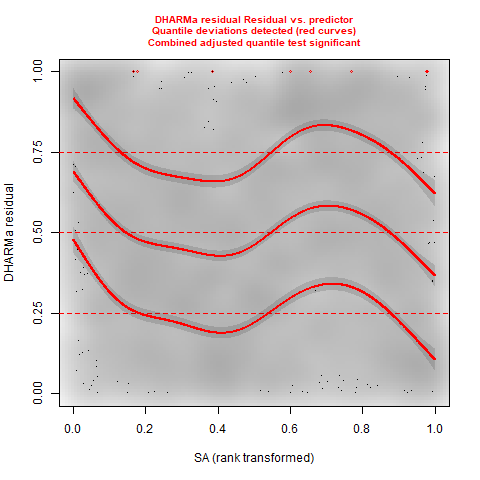 DHARMa residual Residual vs. predictor
Quantile deviations detected (red curves)
Combined adjusted quantile test significant
1.00
0.75
0.50
0.25
0.00
DHARMa residual
0.0 0.2 0.4 0.6 0.8 1.0
SA (rank transformed)